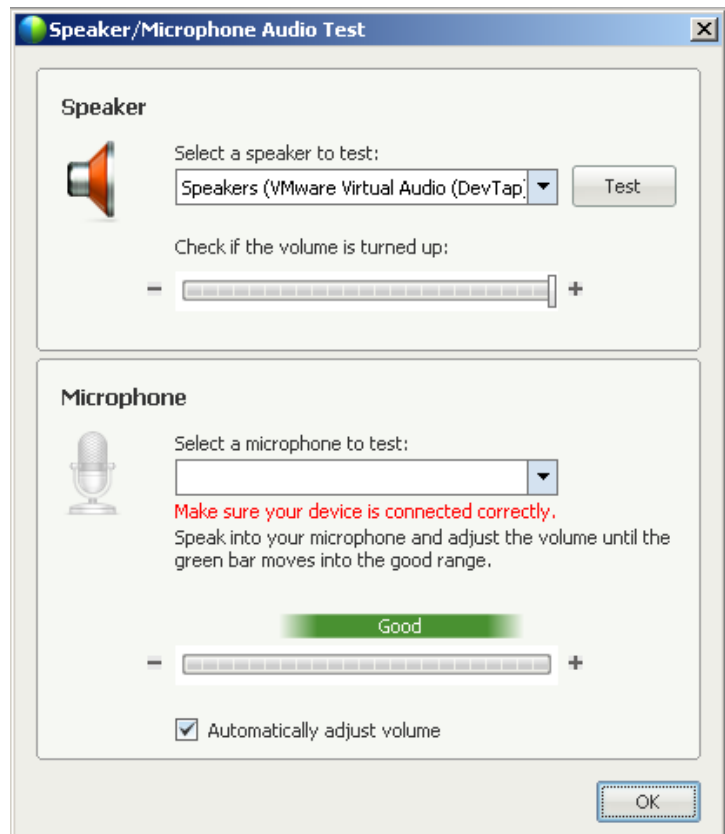 Speaker/Microphone Audio Test
Speaker
Select a speaker to test:
Speakers (VMware Virtual Audio (DevTap)
Test
Check if the volume is turned up:
- +
Microphone
Select a microphone to test:
Make sure your device is connected correctly.
Speak into your microphone and adjust the volume until the
green bar moves into the good range.
Good
- +
Automatically adjust volume
OK